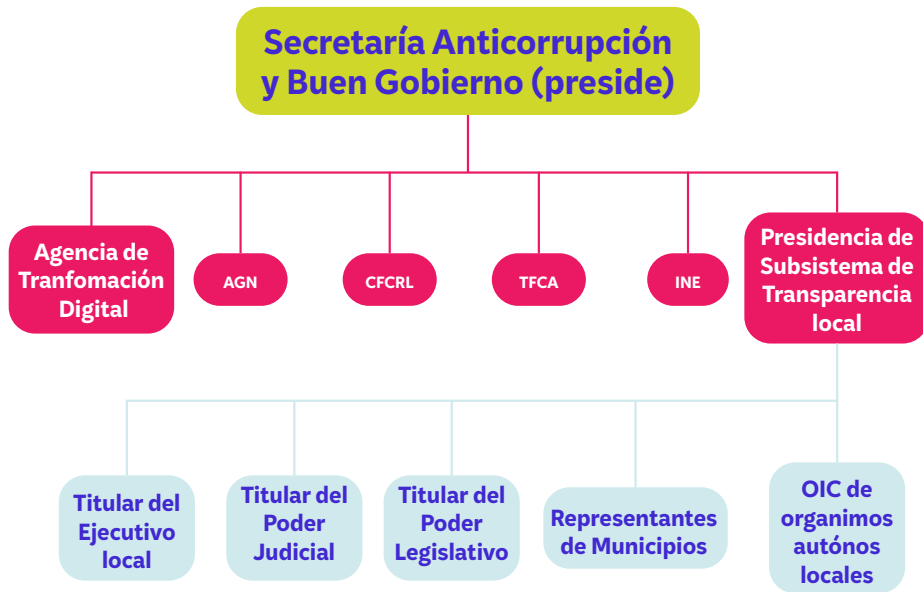 Secretaría Anticorrupción
y Buen Gobierno (preside)
Agencia de
Tranfomación
Digital
AGN
CFCRL
TFCA
INE
Presidencia de
Subsistema de
Transparencia
local
Titular del
Ejecutivo
local
Titular del
Poder
Judicial
Titular del
Poder
Legislativo
Representantes
de Municipios
OIC de
organimos
autónos
locales